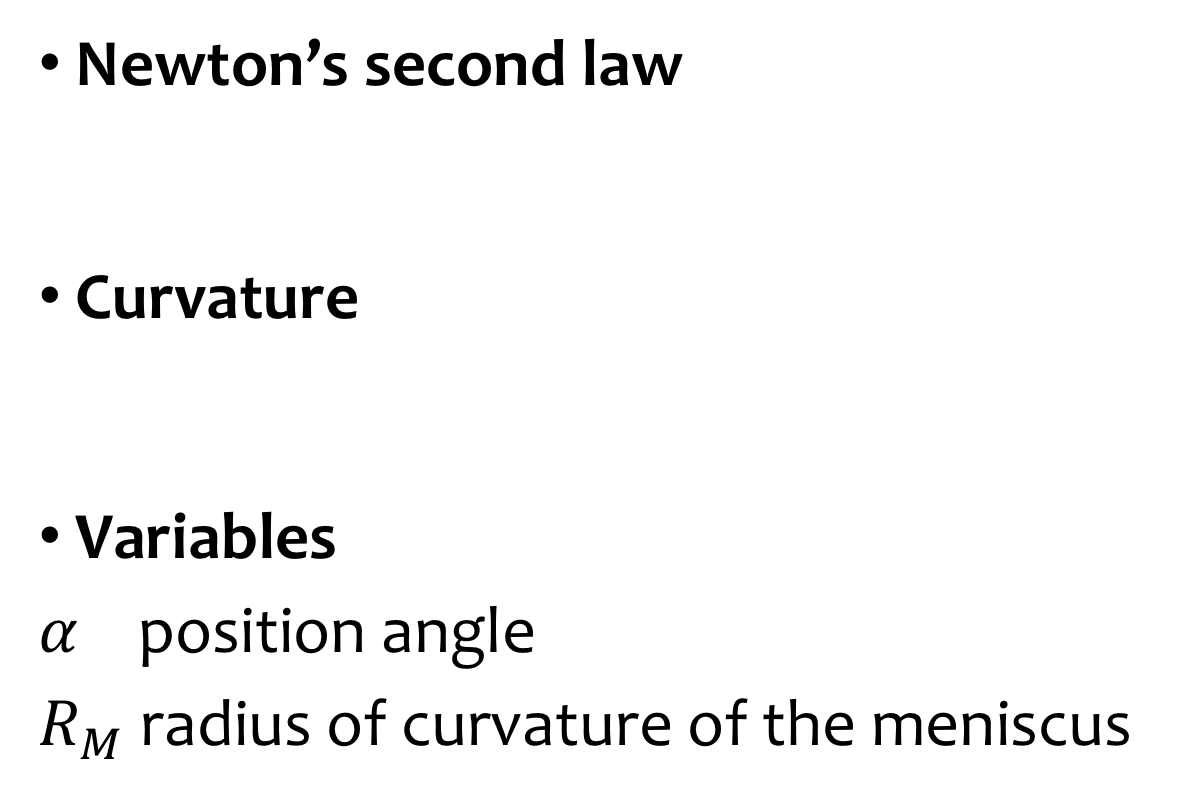 • Newton’s second law
• Curvature
• Variables
α position angle
R_M radius of curvature of the meniscus